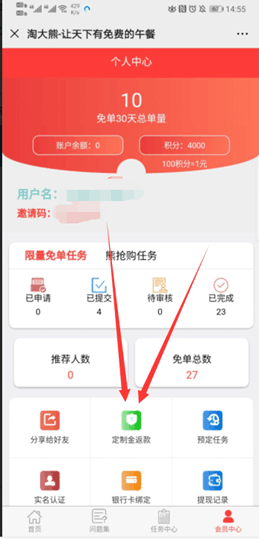 429
14:55
淘大熊-让天下有免费的午餐
个人中心
10
免单30天总单量
账户余额：0
积分：4000
100积分=1元
用户名：
邀请码：
限量免单任务 熊抢购任务
已申请 已提交 待审核 已完成
0 4 0 23
推荐人数 免单总数
0 27
分享给好友 定制金返款 预定任务
实名认证 银行卡绑定 提现记录
首页 问题集 任务中心 会员中心